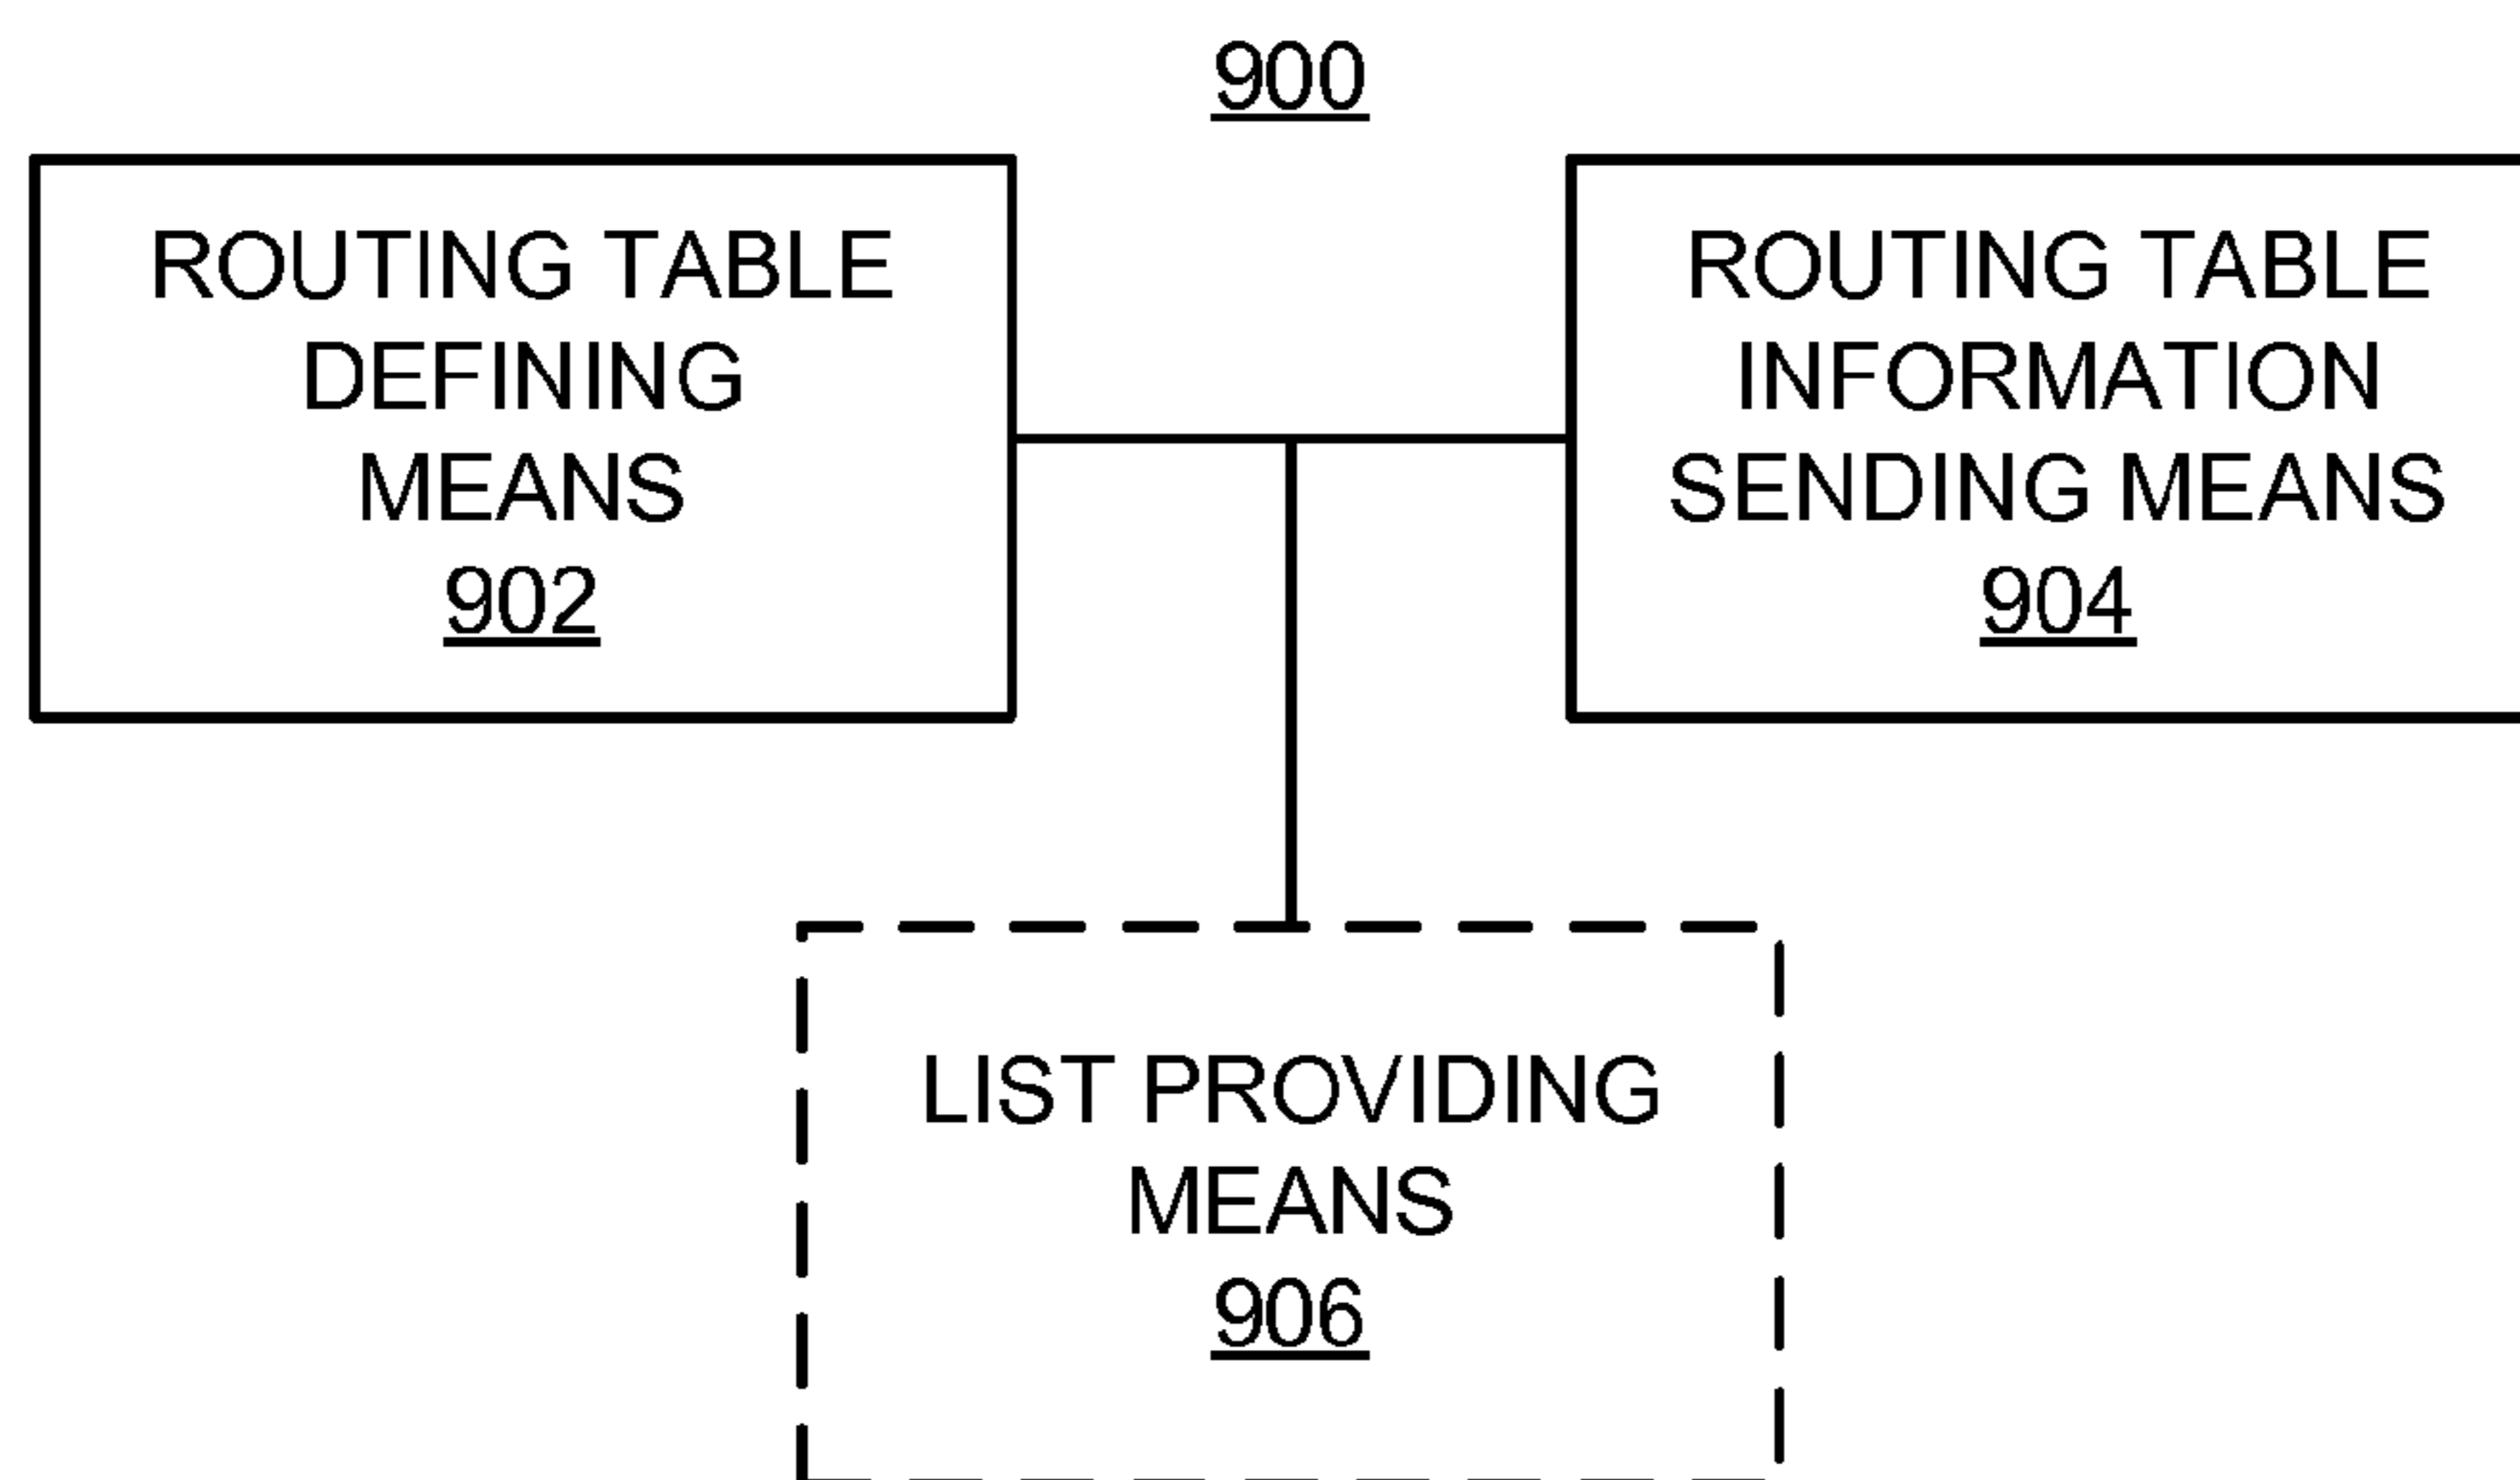 900
ROUTING TABLE
DEFINING
MEANS
902
ROUTING TABLE
INFORMATION
SENDING MEANS
904
LIST PROVIDING
MEANS
906